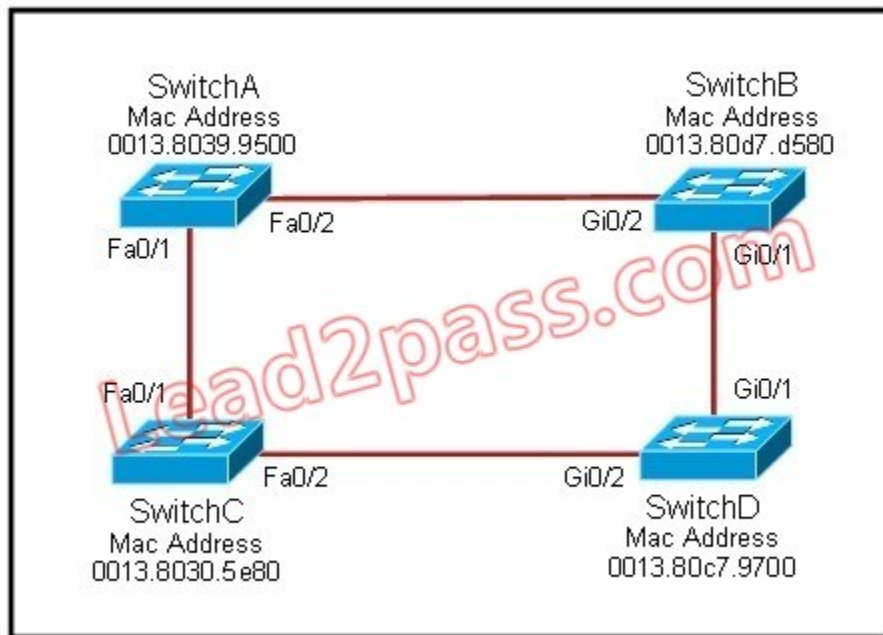 SwitchA
Mac Address
0013.8039.9500
SwitchB
Mac Address
0013.80d7.d580
Fa0/1
Fa0/2
Gi0/2
Gi0/1
Lead2pass.com
Fa0/1
Gi0/1
Fa0/2
Gi0/2
SwitchC
Mac Address
0013.8030.5e80
SwitchD
Mac Address
0013.80c7.9700